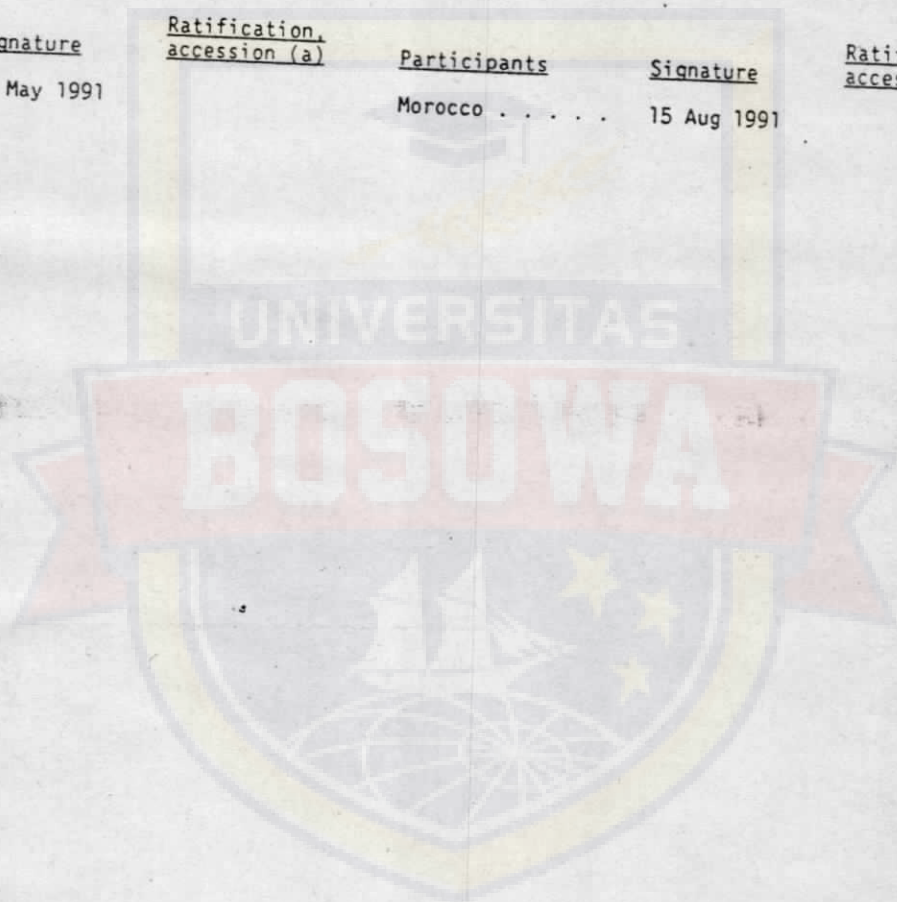 gnature
Ratification,
accession (a)
May 1991
Participants
Signature
Morocco . . . . . 15 Aug 1991
Rati
acces
UNIVERSITAS
BOSOWA